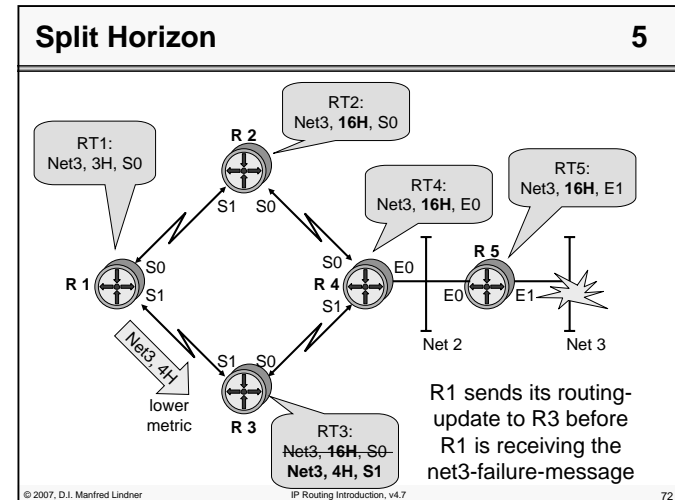 Split Horizon 5
RT2:
Net3, 16H, S0
RT1:
Net3, 3H, S0
R 2
RT4:
Net3, 16H, E0
RT5:
Net3, 16H, E1
S1 S0
R 1
S0
S1
S0
R 4
S1
E0
R 5
E0
E1
Net 2
Net 3
Net3, 4H
lower
metric
S1 S0
R 3
RT3:
Net3, 16H, S0
Net3, 4H, S1
R1 sends its routing-
update to R3 before
R1 is receiving the
net3-failure-message
© 2007, D.I. Manfred Lindner
IP Routing Introduction, v4.7
72